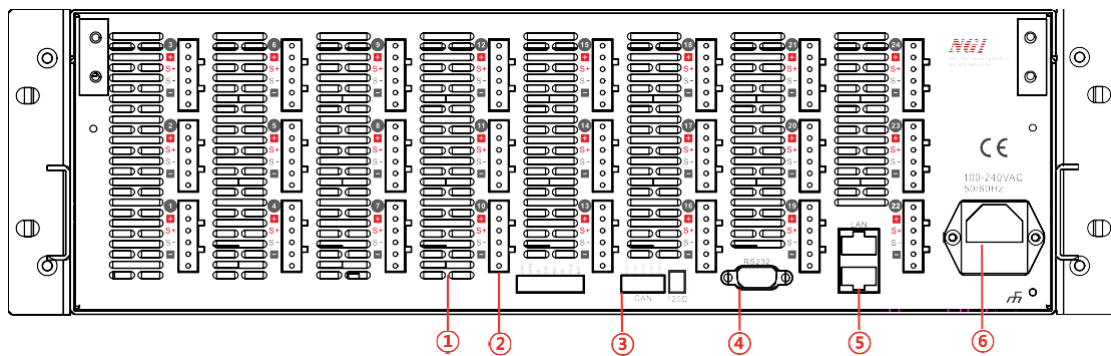 3 6 9 12 15 18 21 24
+ + + + + + + +
S+ S+ S+ S+ S+ S+ S+ S+
S- S- S- S- S- S- S- S-
- - - - - - - -
NGI
2 5 8 11 14 17 20 23
+ + + + + + + +
S+ S+ S+ S+ S+ S+ S+ S+
S- S- S- S- S- S- S- S-
- - - - - - - -
CE
100-240VAC
50/60Hz
1 4 7 10 13 16 19 22
+ + + + + + + +
S+ S+ S+ S+ S+ S+ S+ S+
S- S- S- S- S- S- S- S-
- - - - - - - -
LAN
RS232
CAN
120Ω
① ② ③ ④ ⑤ ⑥